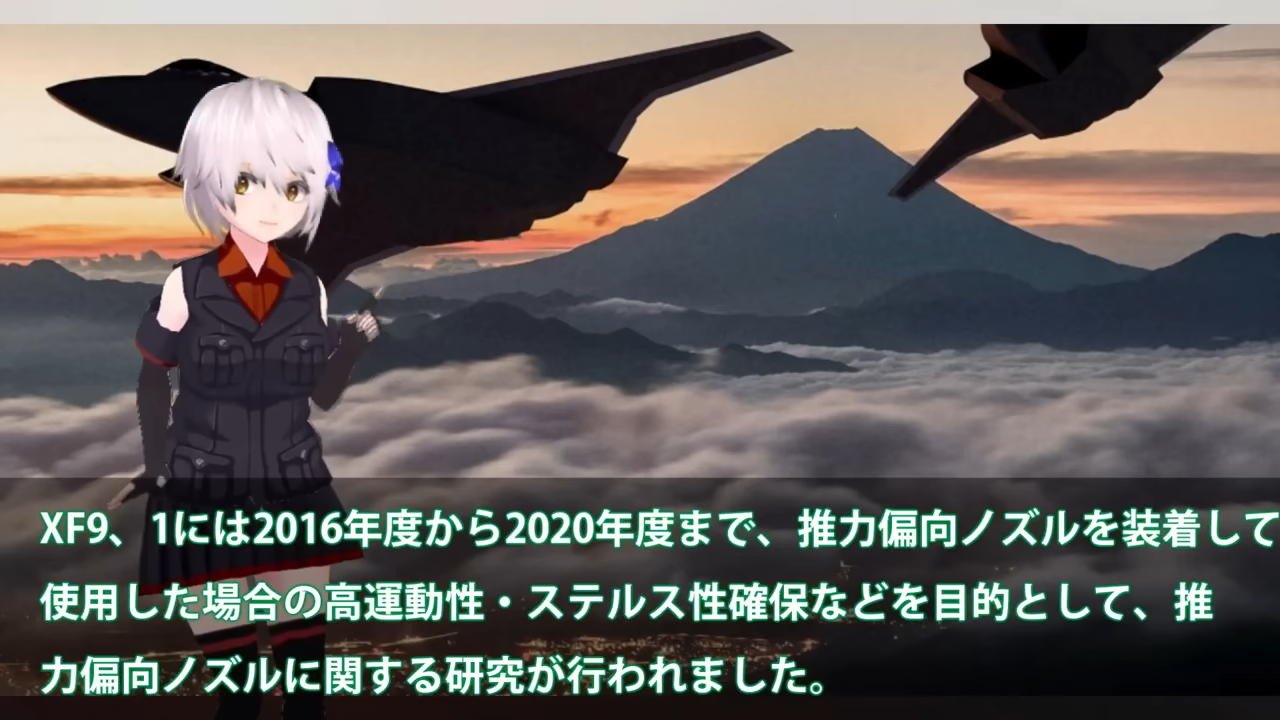 XF9、1には2016年度から2020年度まで、推力偏向ノズルを装着して
使用した場合の高運動性・ステルス性確保などを目的として、推
力偏向ノズルに関する研究が行われました。